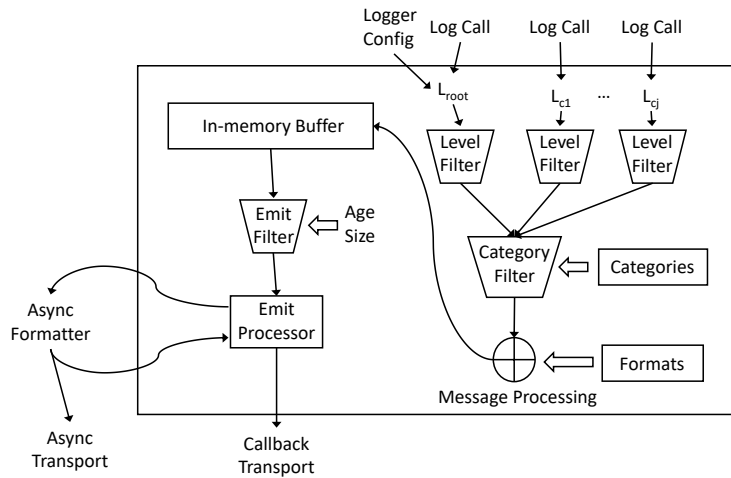 Logger
Config
Log Call
Log Call
Log Call
L_root
L_c1
...
L_cj
In-memory Buffer
Level
Filter
Level
Filter
Level
Filter
Emit
Filter
Age
Size
Category
Filter
Categories
Async
Formatter
Emit
Processor
Formats
Message Processing
Async
Transport
Callback
Transport